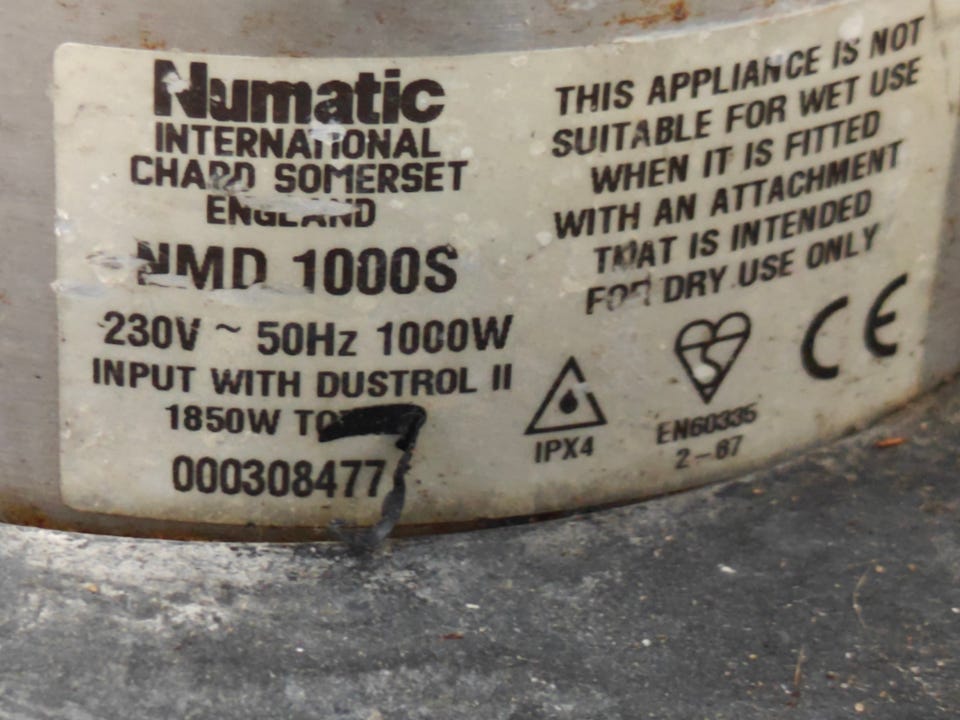 Numatic
INTERNATIONAL
CHARD SOMERSET
ENGLAND
NMD 1000S
230V ~ 50Hz 1000W
INPUT WITH DUSTROL II
1850W
000308477
7
THIS APPLIANCE IS NOT
SUITABLE FOR WET USE
WHEN IT IS FITTED
WITH AN ATTACHMENT
THAT IS INTENDED
FOR DRY USE ONLY
IPX4
EN60335
2-67
CE